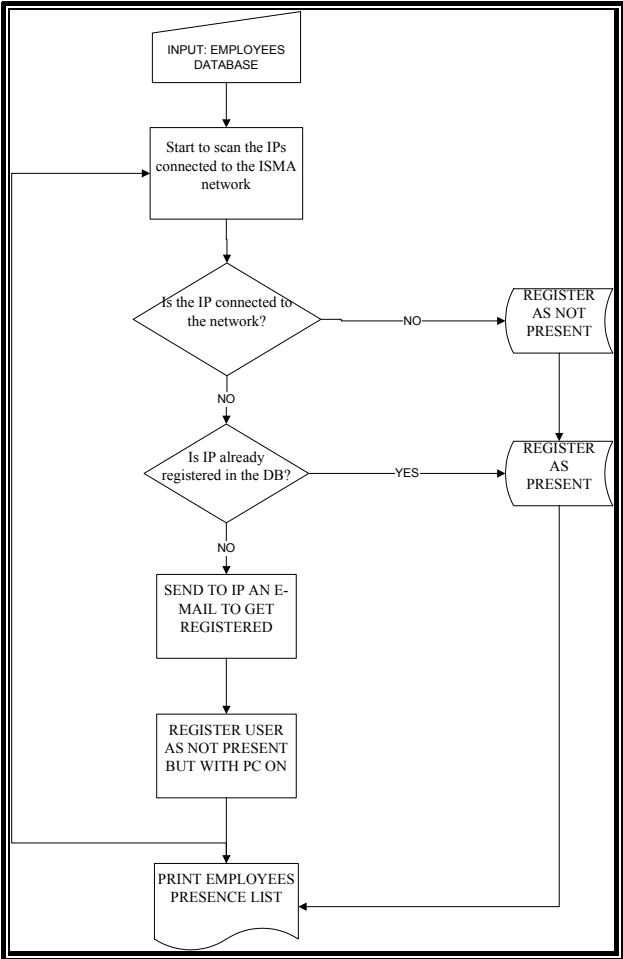 INPUT: EMPLOYEES
DATABASE
Start to scan the IPs
connected to the ISMA
network
Is the IP connected to
the network?
NO
REGISTER
AS NOT
PRESENT
NO
Is IP already
registered in the DB?
YES
REGISTER
AS
PRESENT
NO
SEND TO IP AN E-
MAIL TO GET
REGISTERED
REGISTER USER
AS NOT PRESENT
BUT WITH PC ON
PRINT EMPLOYEES
PRESENCE LIST